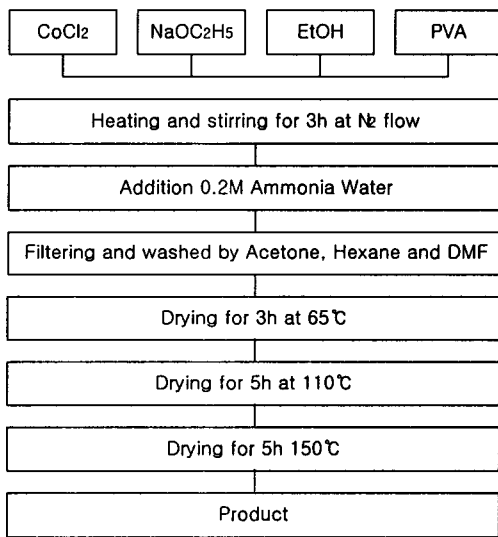 CoCl2 NaOC2H5 EtOH PVA
Heating and stirring for 3h at N2 flow
Addition 0.2M Ammonia Water
Filtering and washed by Acetone, Hexane and DMF
Drying for 3h at 65℃
Drying for 5h at 110℃
Drying for 5h 150℃
Product